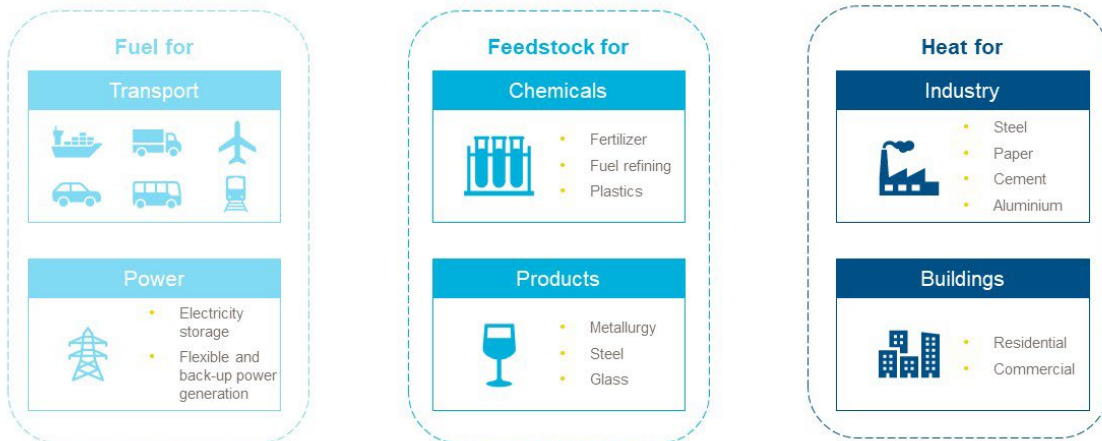 Fuel for
Transport
Power
Electricity
storage
Flexible and
back-up power
generation
Feedstock for
Chemicals
Fertilizer
Fuel refining
Plastics
Products
Metallurgy
Steel
Glass
Heat for
Industry
Steel
Paper
Cement
Aluminium
Buildings
Residential
Commercial